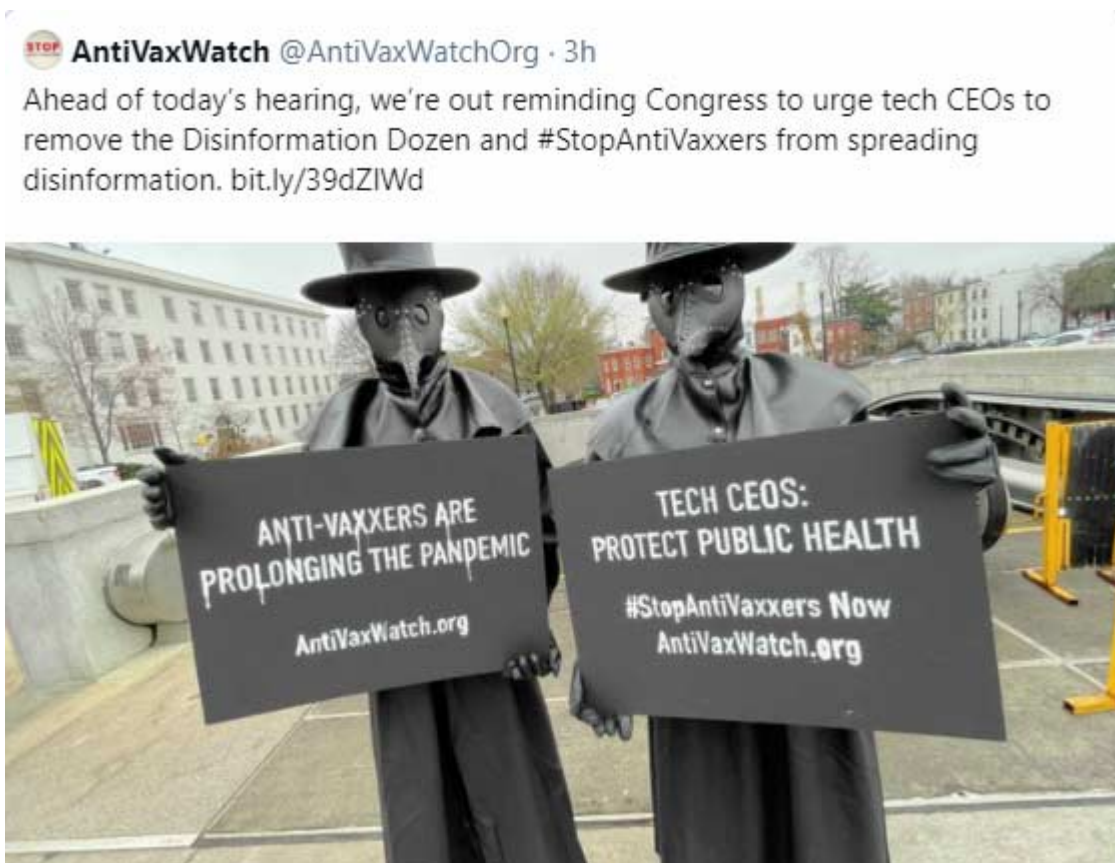 STOP
AntiVaxWatch @AntiVaxWatchOrg · 3h
Ahead of today's hearing, we're out reminding Congress to urge tech CEOs to
remove the Disinformation Dozen and #StopAntiVaxxers from spreading
disinformation. bit.ly/39dZIWd
ANTI-VAXXERS ARE
PROLONGING THE PANDEMIC
AntiVaxWatch.org
TECH CEOS:
PROTECT PUBLIC HEALTH
#StopAntiVaxxers Now
AntiVaxWatch.org